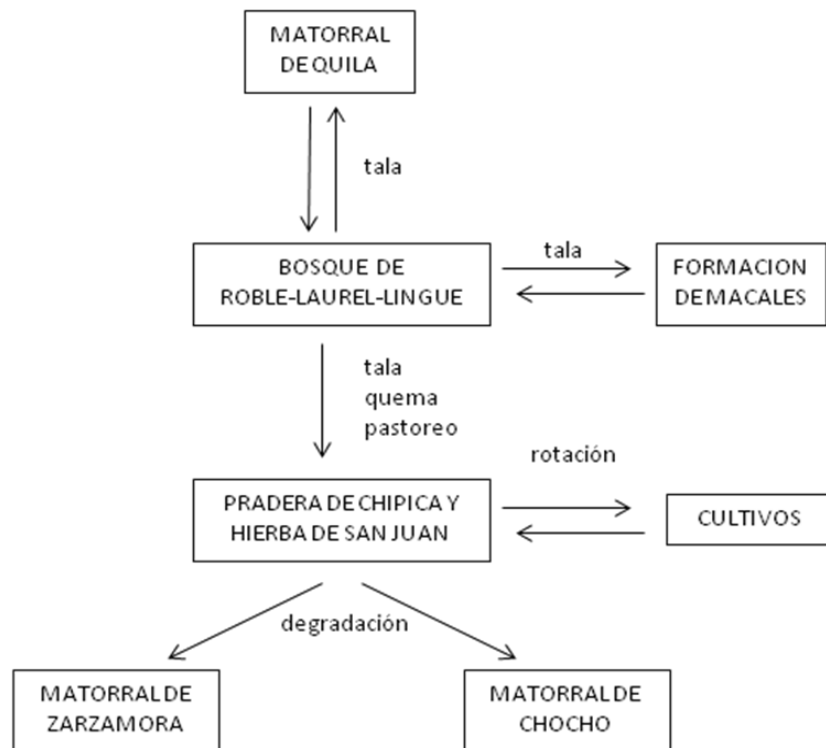 MATORRAL
DE QUILA
tala
BOSQUE DE
ROBLE-LAUREL-LINGUE
tala
FORMACION
DE MACALES
tala
quema
pastoreo
rotación
PRADERA DE CHIPICA Y
HIERBA DE SAN JUAN
CULTIVOS
degradación
MATORRAL DE
ZARZAMORA
MATORRAL DE
CHOCHO